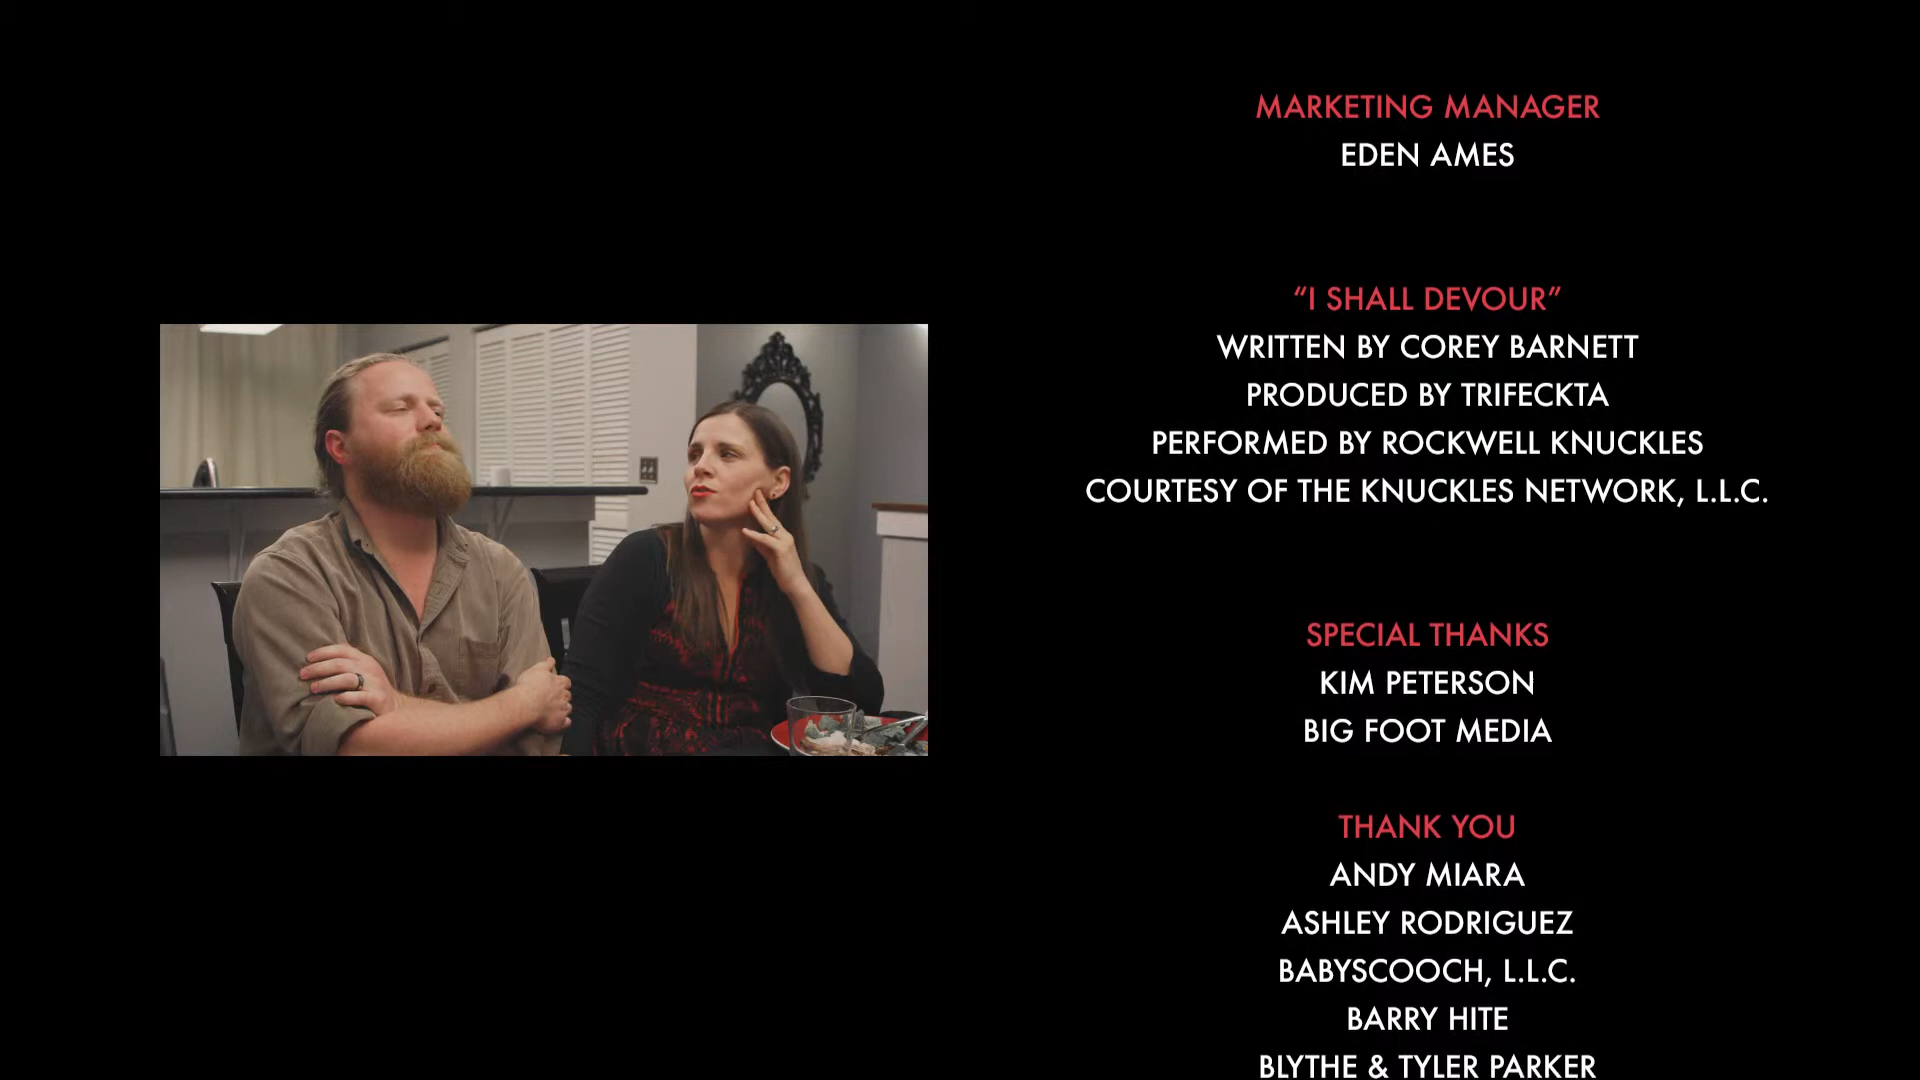 MARKETING MANAGER
EDEN AMES
“I SHALL DEVOUR”
WRITTEN BY COREY BARNETT
PRODUCED BY TRIFECKTA
PERFORMED BY ROCKWELL KNUCKLES
COURTESY OF THE KNUCKLES NETWORK, L.L.C.
SPECIAL THANKS
KIM PETERSON
BIG FOOT MEDIA
THANK YOU
ANDY MIARA
ASHLEY RODRIGUEZ
BABYSCOOCH, L.L.C.
BARRY HITE
BLYTHE & TYLER PARKER